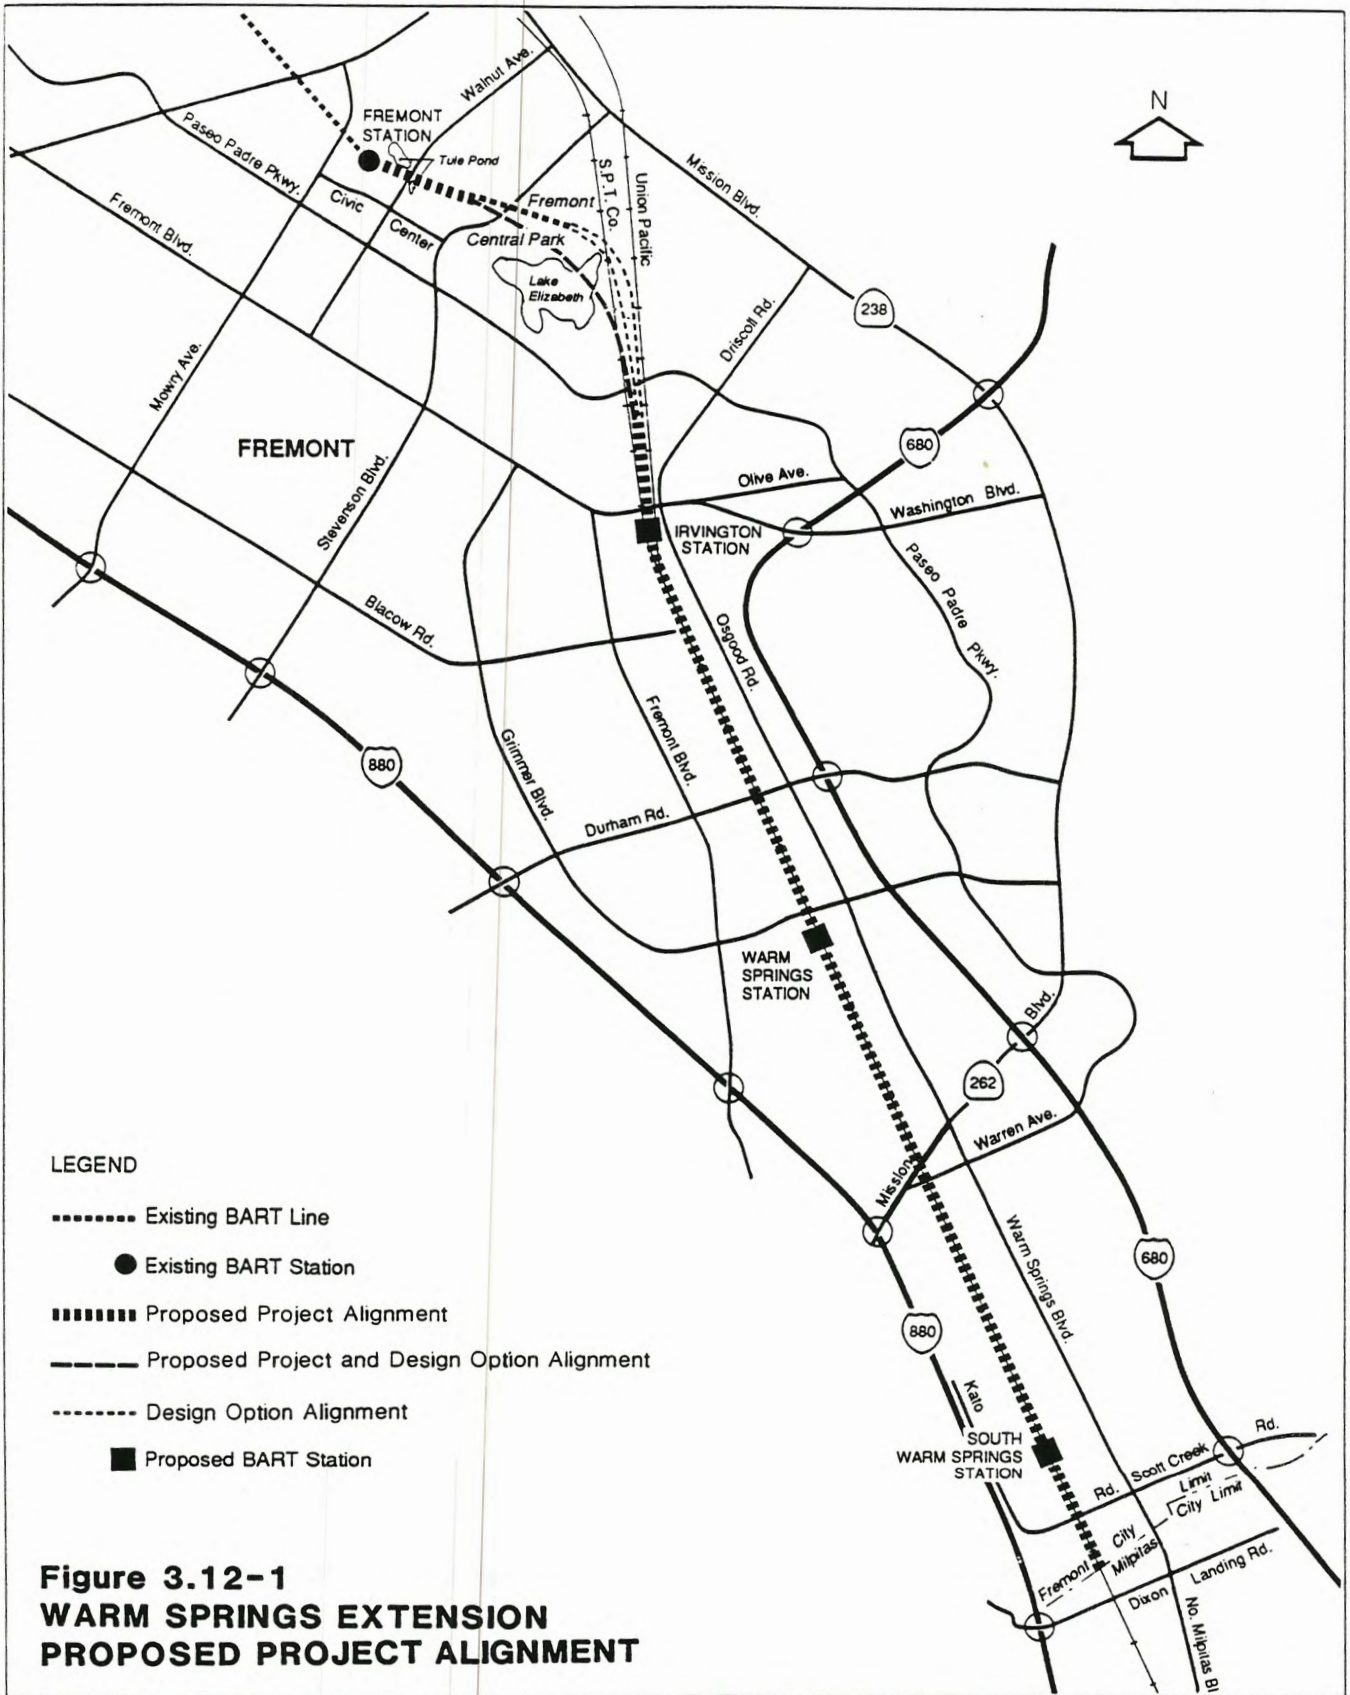 N
Walnut Ave.
FREMONT
STATION
Tule Pond
Paseo Padre Pkwy.
Civic
Center
Fremont
Central Park
S.P.T. Co.
Union Pacific
Mission Blvd.
Fremont Blvd.
Lake
Elizabeth
238
Driscoll Rd.
Mowry Ave.
FREMONT
680
Stevenson Blvd.
Olive Ave.
Washington Blvd.
IRVINGTON
STATION
Paseo Padre Pkwy.
Blacow Rd.
Osgood Rd.
Fremont Blvd.
Grimmer Blvd.
880
Durham Rd.
WARM
SPRINGS
STATION
Blvd.
262
Warren Ave.
Mission
Warm Springs Blvd.
680
880
Kato
SOUTH
WARM SPRINGS
STATION
Rd.
Scott Creek
Rd.
Limit
City Limit
City
Fremont
Milpitas
Dixon
Landing Rd.
No. Milpitas Bl
LEGEND
Existing BART Line
Existing BART Station
Proposed Project Alignment
Proposed Project and Design Option Alignment
Design Option Alignment
Proposed BART Station
Figure 3.12-1
WARM SPRINGS EXTENSION
PROPOSED PROJECT ALIGNMENT